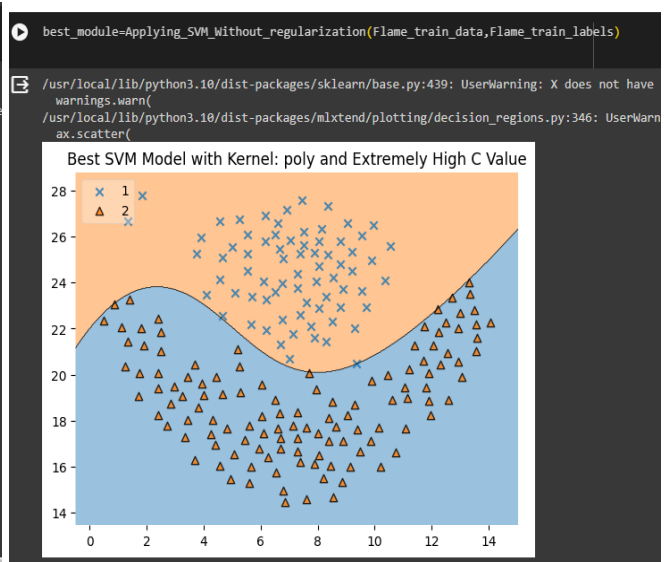 best_module=Applying_SVM_Without_regularization(Flame_train_data,Flame_train_labels)
/usr/local/lib/python3.10/dist-packages/sklearn/base.py:439: UserWarning: X does not have
warnings.warn(
/usr/local/lib/python3.10/dist-packages/mlxtend/plotting/decision_regions.py:346: UserWarn
ax.scatter(
Best SVM Model with Kernel: poly and Extremely High C Value
1
2
28
26
24
22
20
18
16
14
0 2 4 6 8 10 12 14